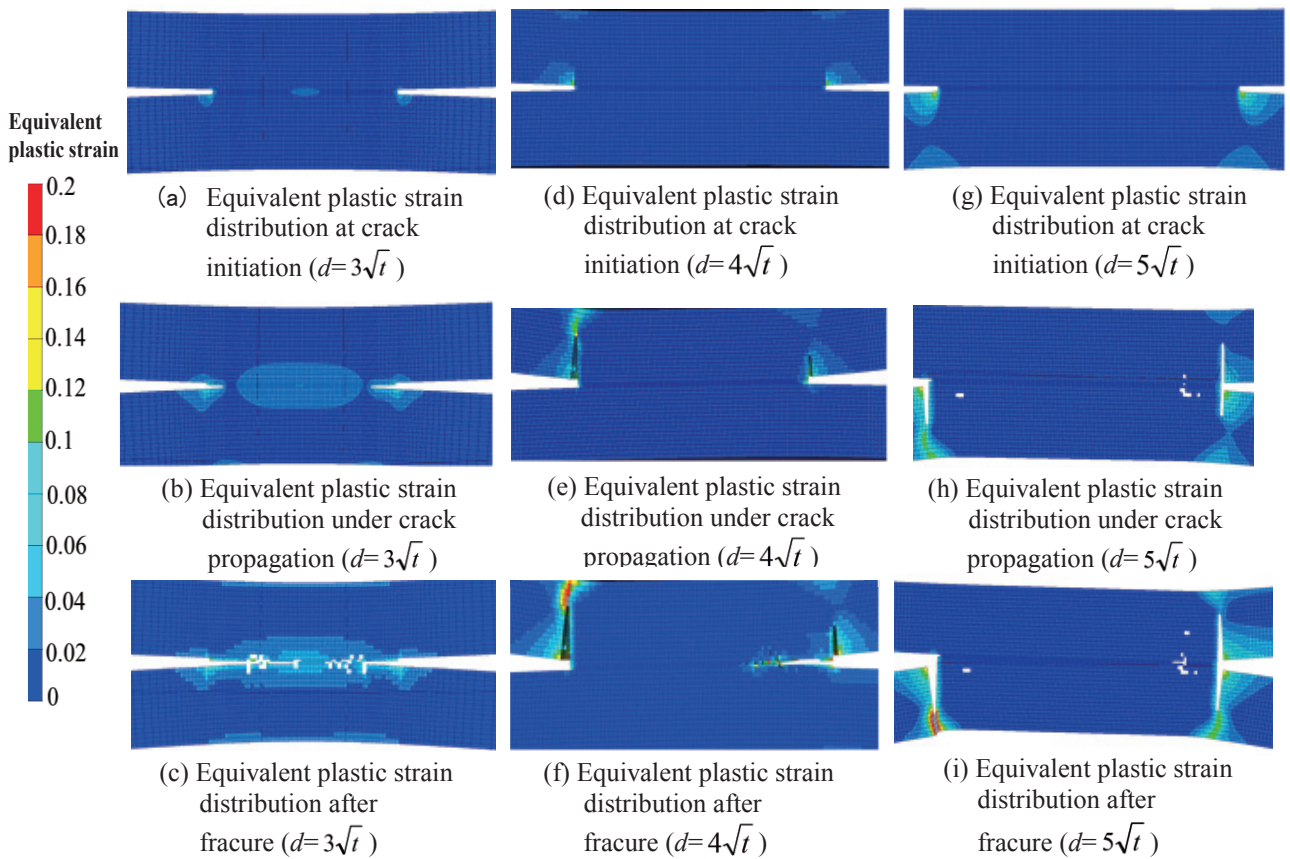 Equivalent
plastic strain
0.2
0.18
0.16
0.14
0.12
0.1
0.08
0.06
0.04
0.02
0
(a) Equivalent plastic strain
distribution at crack
initiation (d=3√t )
(d) Equivalent plastic strain
distribution at crack
initiation (d=4√t )
(g) Equivalent plastic strain
distribution at crack
initiation (d=5√t )
(b) Equivalent plastic strain
distribution under crack
propagation (d=3√t )
(e) Equivalent plastic strain
distribution under crack
propagation (d=4√t )
(h) Equivalent plastic strain
distribution under crack
propagation (d=5√t )
(c) Equivalent plastic strain
distribution after
fracure (d=3√t )
(f) Equivalent plastic strain
distribution after
fracure (d=4√t )
(i) Equivalent plastic strain
distribution after
fracure (d=5√t )